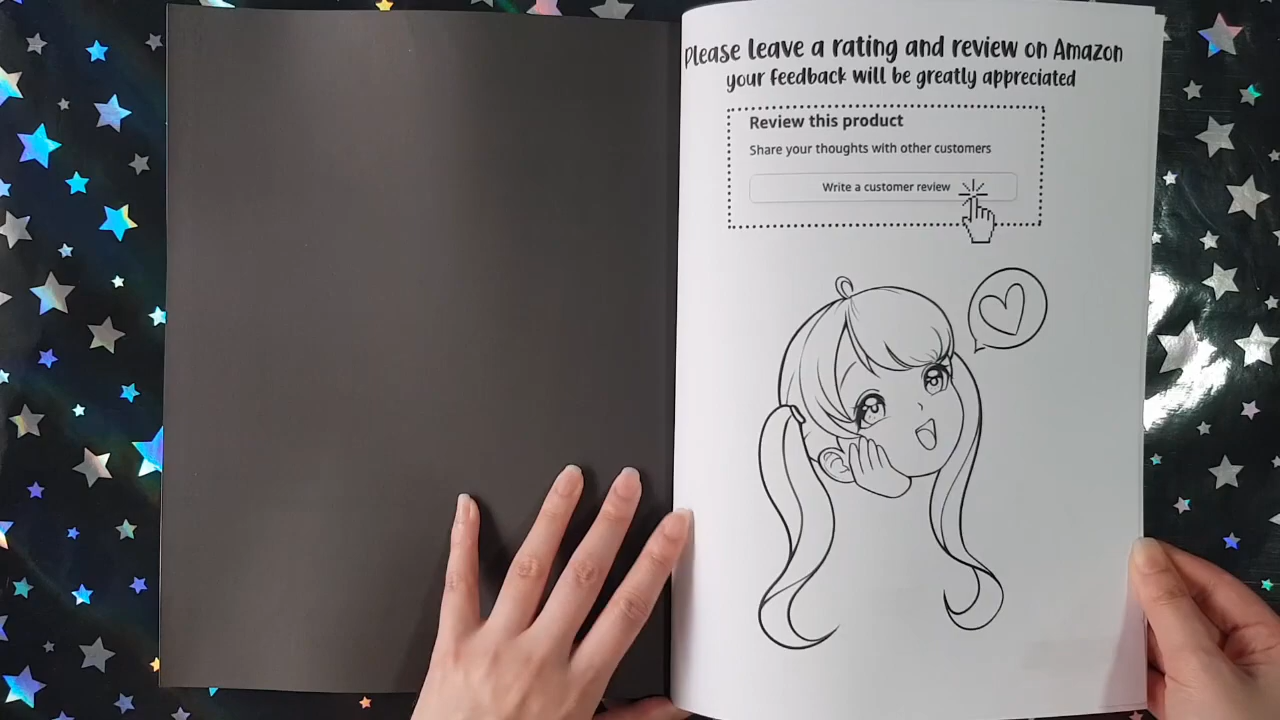 Please leave a rating and review on Amazon
your feedback will be greatly appreciated
Review this product
Share your thoughts with other customers
Write a customer review